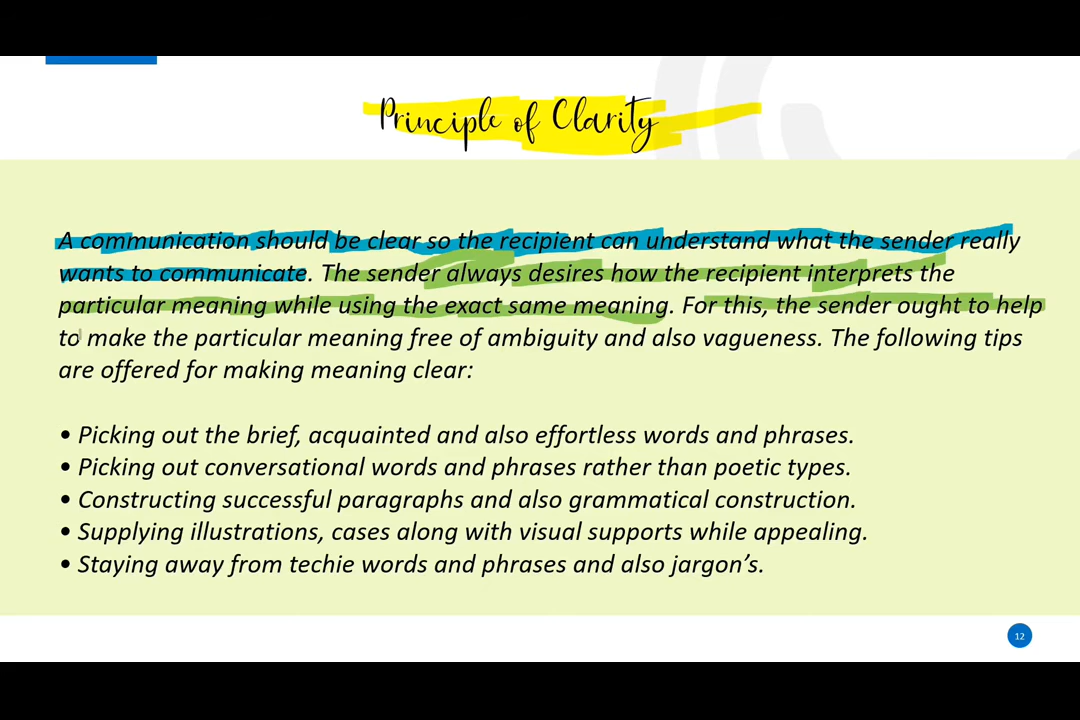 Principle of Clarity
A communication should be clear so the recipient can understand what the sender really
wants to communicate. The sender always desires how the recipient interprets the
particular meaning while using the exact same meaning. For this, the sender ought to help
to make the particular meaning free of ambiguity and also vagueness. The following tips
are offered for making meaning clear:
• Picking out the brief, acquainted and also effortless words and phrases.
• Picking out conversational words and phrases rather than poetic types.
• Constructing successful paragraphs and also grammatical construction.
• Supplying illustrations, cases along with visual supports while appealing.
• Staying away from techie words and phrases and also jargon’s.
12